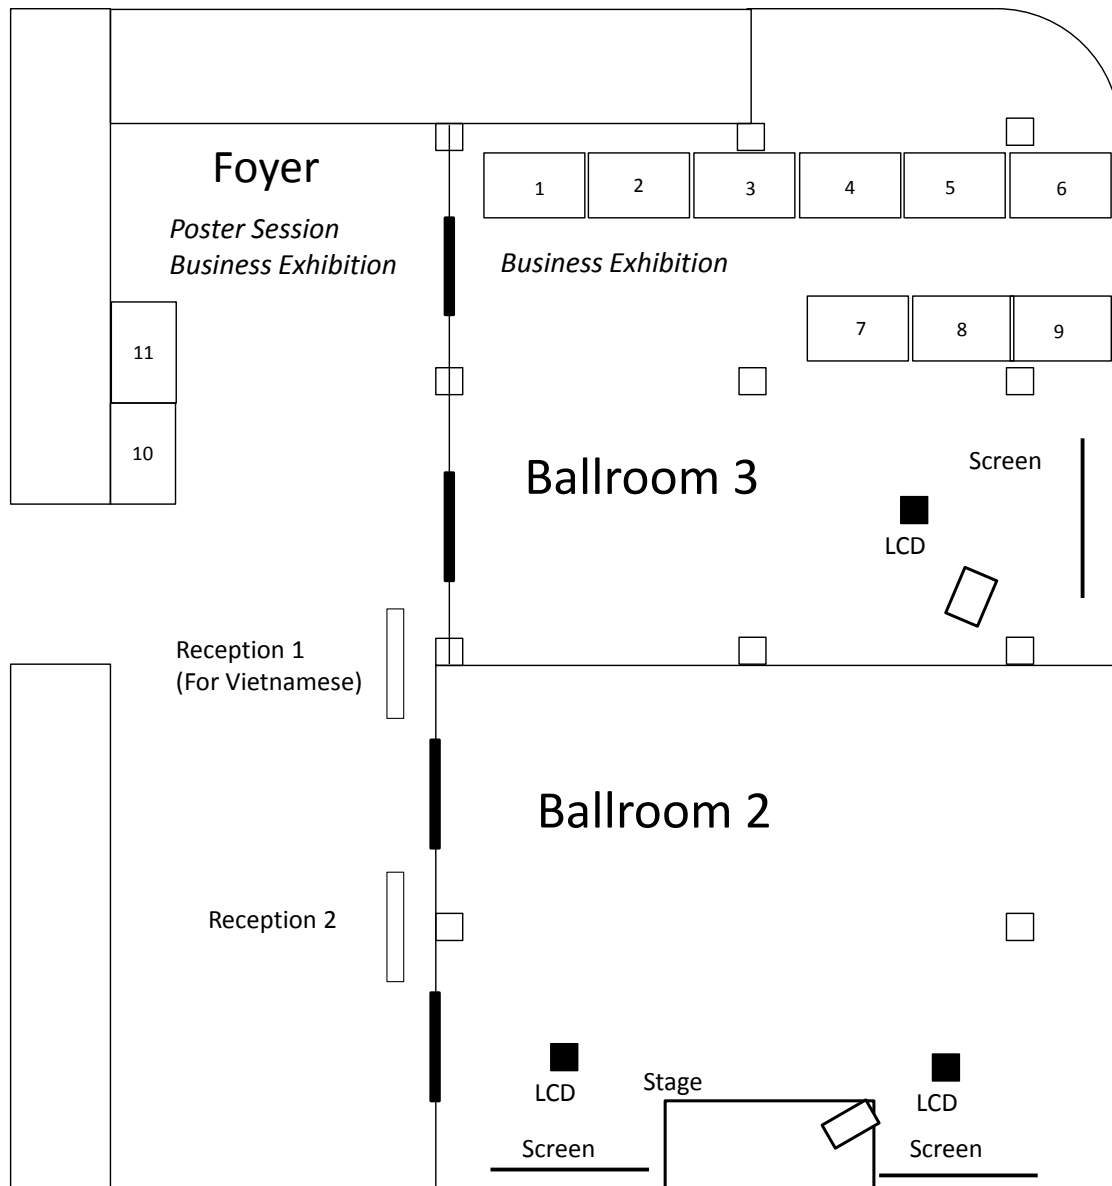 Foyer
Poster Session
Business Exhibition
1
2
3
4
5
6
Business Exhibition
7
8
9
11
10
Ballroom 3
Screen
LCD
Reception 1
(For Vietnamese)
Ballroom 2
Reception 2
LCD
Stage
LCD
Screen
Screen